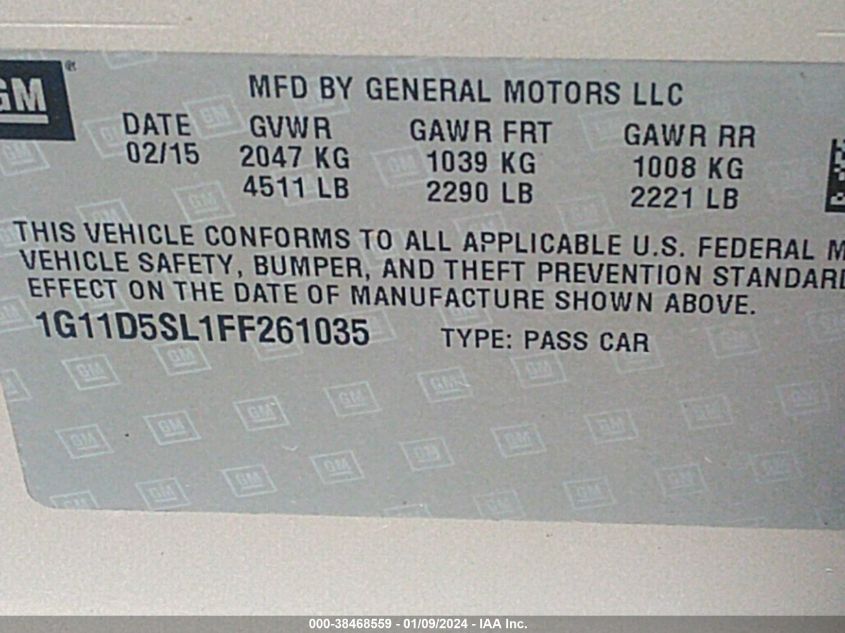 GM ®
MFD BY GENERAL MOTORS LLC
DATE GVWR GAWR FRT GAWR RR
02/15 2047 KG 1039 KG 1008 KG
4511 LB 2290 LB 2221 LB
THIS VEHICLE CONFORMS TO ALL APPLICABLE U.S. FEDERAL M
VEHICLE SAFETY, BUMPER, AND THEFT PREVENTION STANDARD
EFFECT ON THE DATE OF MANUFACTURE SHOWN ABOVE.
1G11D5SL1FF261035 TYPE: PASS CAR
000-38468559 - 01/09/2024 - IAA Inc.